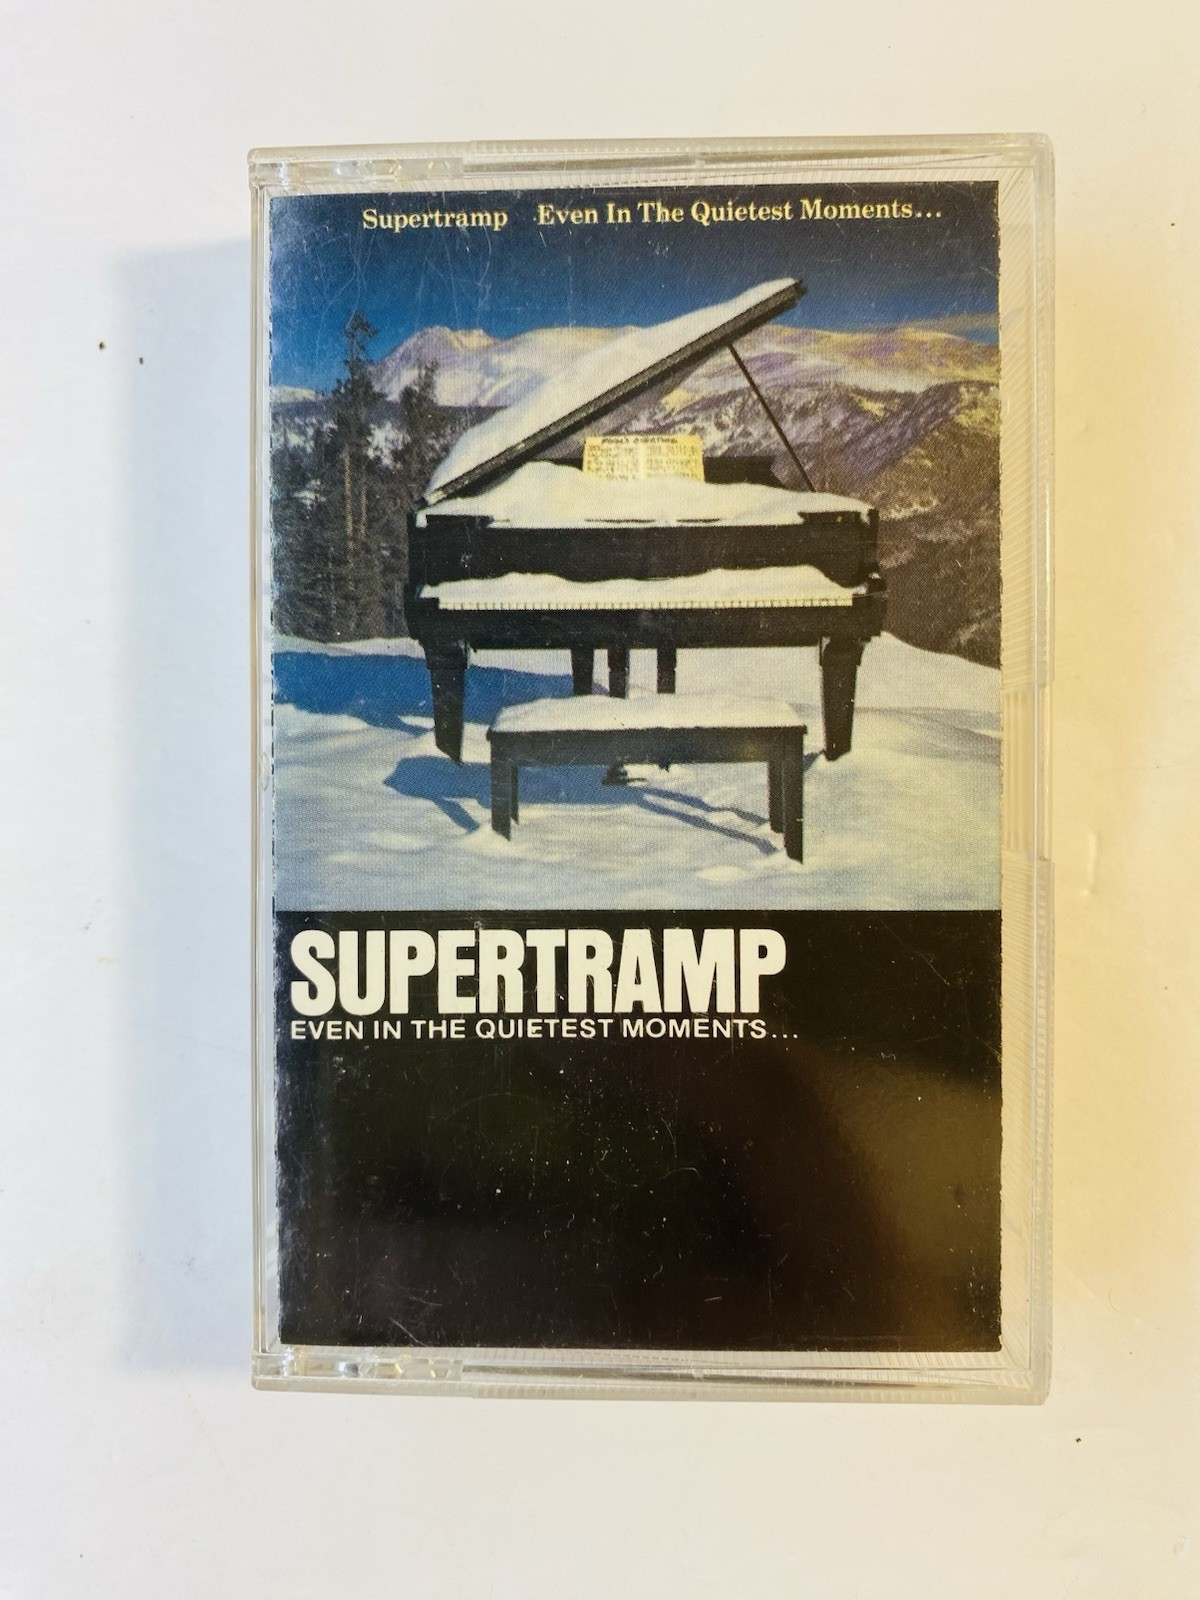 Supertramp Even In The Quietest Moments...
SUPERTRAMP
EVEN IN THE QUIETEST MOMENTS...